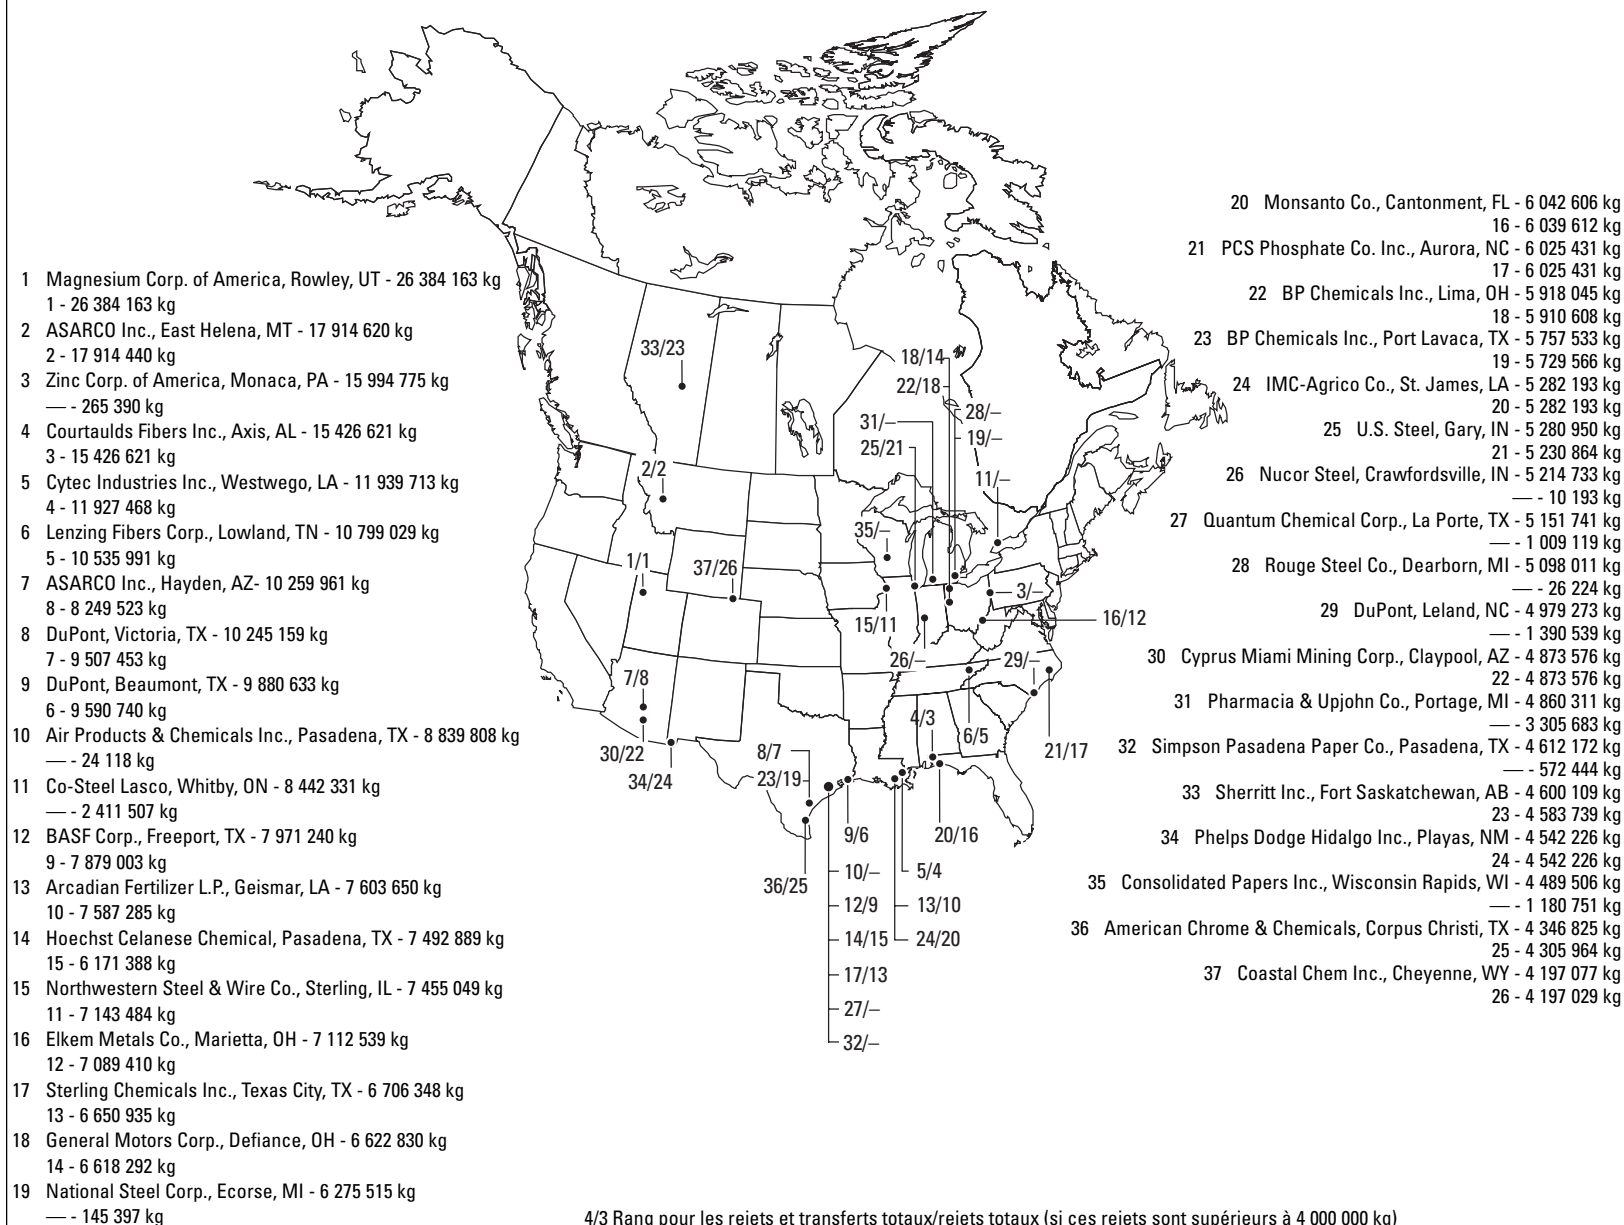 1 Magnesium Corp. of America, Rowley, UT - 26 384 163 kg
1 - 26 384 163 kg
2 ASARCO Inc., East Helena, MT - 17 914 620 kg
2 - 17 914 440 kg
3 Zinc Corp. of America, Monaca, PA - 15 994 775 kg
— - 265 390 kg
4 Courtaulds Fibers Inc., Axis, AL - 15 426 621 kg
3 - 15 426 621 kg
5 Cytec Industries Inc., Westwego, LA - 11 939 713 kg
4 - 11 927 468 kg
6 Lenzing Fibers Corp., Lowland, TN - 10 799 029 kg
5 - 10 535 991 kg
7 ASARCO Inc., Hayden, AZ- 10 259 961 kg
8 - 8 249 523 kg
8 DuPont, Victoria, TX - 10 245 159 kg
7 - 9 507 453 kg
9 DuPont, Beaumont, TX - 9 880 633 kg
6 - 9 590 740 kg
10 Air Products & Chemicals Inc., Pasadena, TX - 8 839 808 kg
— - 24 118 kg
11 Co-Steel Lasco, Whitby, ON - 8 442 331 kg
— - 2 411 507 kg
12 BASF Corp., Freeport, TX - 7 971 240 kg
9 - 7 879 003 kg
13 Arcadian Fertilizer L.P., Geismar, LA - 7 603 650 kg
10 - 7 587 285 kg
14 Hoechst Celanese Chemical, Pasadena, TX - 7 492 889 kg
15 - 6 171 388 kg
15 Northwestern Steel & Wire Co., Sterling, IL - 7 455 049 kg
11 - 7 143 484 kg
16 Elkem Metals Co., Marietta, OH - 7 112 539 kg
12 - 7 089 410 kg
17 Sterling Chemicals Inc., Texas City, TX - 6 706 348 kg
13 - 6 650 935 kg
18 General Motors Corp., Defiance, OH - 6 622 830 kg
14 - 6 618 292 kg
19 National Steel Corp., Ecorse, MI - 6 275 515 kg
— - 145 397 kg
33/23
18/14
22/18
28/–
31/–
19/–
25/21
2/2
11/–
35/–
1/1
37/26
3/–
15/11
16/12
26/–
29/–
7/8
4/3
6/5
21/17
30/22
34/24
8/7
23/19
9/6
20/16
36/25
10/–
5/4
12/9
13/10
14/15
24/20
17/13
27/–
32/–
20 Monsanto Co., Cantonment, FL - 6 042 606 kg
16 - 6 039 612 kg
21 PCS Phosphate Co. Inc., Aurora, NC - 6 025 431 kg
17 - 6 025 431 kg
22 BP Chemicals Inc., Lima, OH - 5 918 045 kg
18 - 5 910 608 kg
23 BP Chemicals Inc., Port Lavaca, TX - 5 757 533 kg
19 - 5 729 566 kg
24 IMC-Agrico Co., St. James, LA - 5 282 193 kg
20 - 5 282 193 kg
25 U.S. Steel, Gary, IN - 5 280 950 kg
21 - 5 230 864 kg
26 Nucor Steel, Crawfordsville, IN - 5 214 733 kg
— - 10 193 kg
27 Quantum Chemical Corp., La Porte, TX - 5 151 741 kg
— - 1 009 119 kg
28 Rouge Steel Co., Dearborn, MI - 5 098 011 kg
— - 26 224 kg
29 DuPont, Leland, NC - 4 979 273 kg
— - 1 390 539 kg
30 Cyprus Miami Mining Corp., Claypool, AZ - 4 873 576 kg
22 - 4 873 576 kg
31 Pharmacia & Upjohn Co., Portage, MI - 4 860 311 kg
— - 3 305 683 kg
32 Simpson Pasadena Paper Co., Pasadena, TX - 4 612 172 kg
— - 572 444 kg
33 Sherritt Inc., Fort Saskatchewan, AB - 4 600 109 kg
23 - 4 583 739 kg
34 Phelps Dodge Hidalgo Inc., Playas, NM - 4 542 226 kg
24 - 4 542 226 kg
35 Consolidated Papers Inc., Wisconsin Rapids, WI - 4 489 506 kg
— - 1 180 751 kg
36 American Chrome & Chemicals, Corpus Christi, TX - 4 346 825 kg
25 - 4 305 964 kg
37 Coastal Chem Inc., Cheyenne, WY - 4 197 077 kg
26 - 4 197 029 kg
4/3 Rang pour les rejets et transferts totaux/rejets totaux (si ces rejets sont supérieurs à 4 000 000 kg)